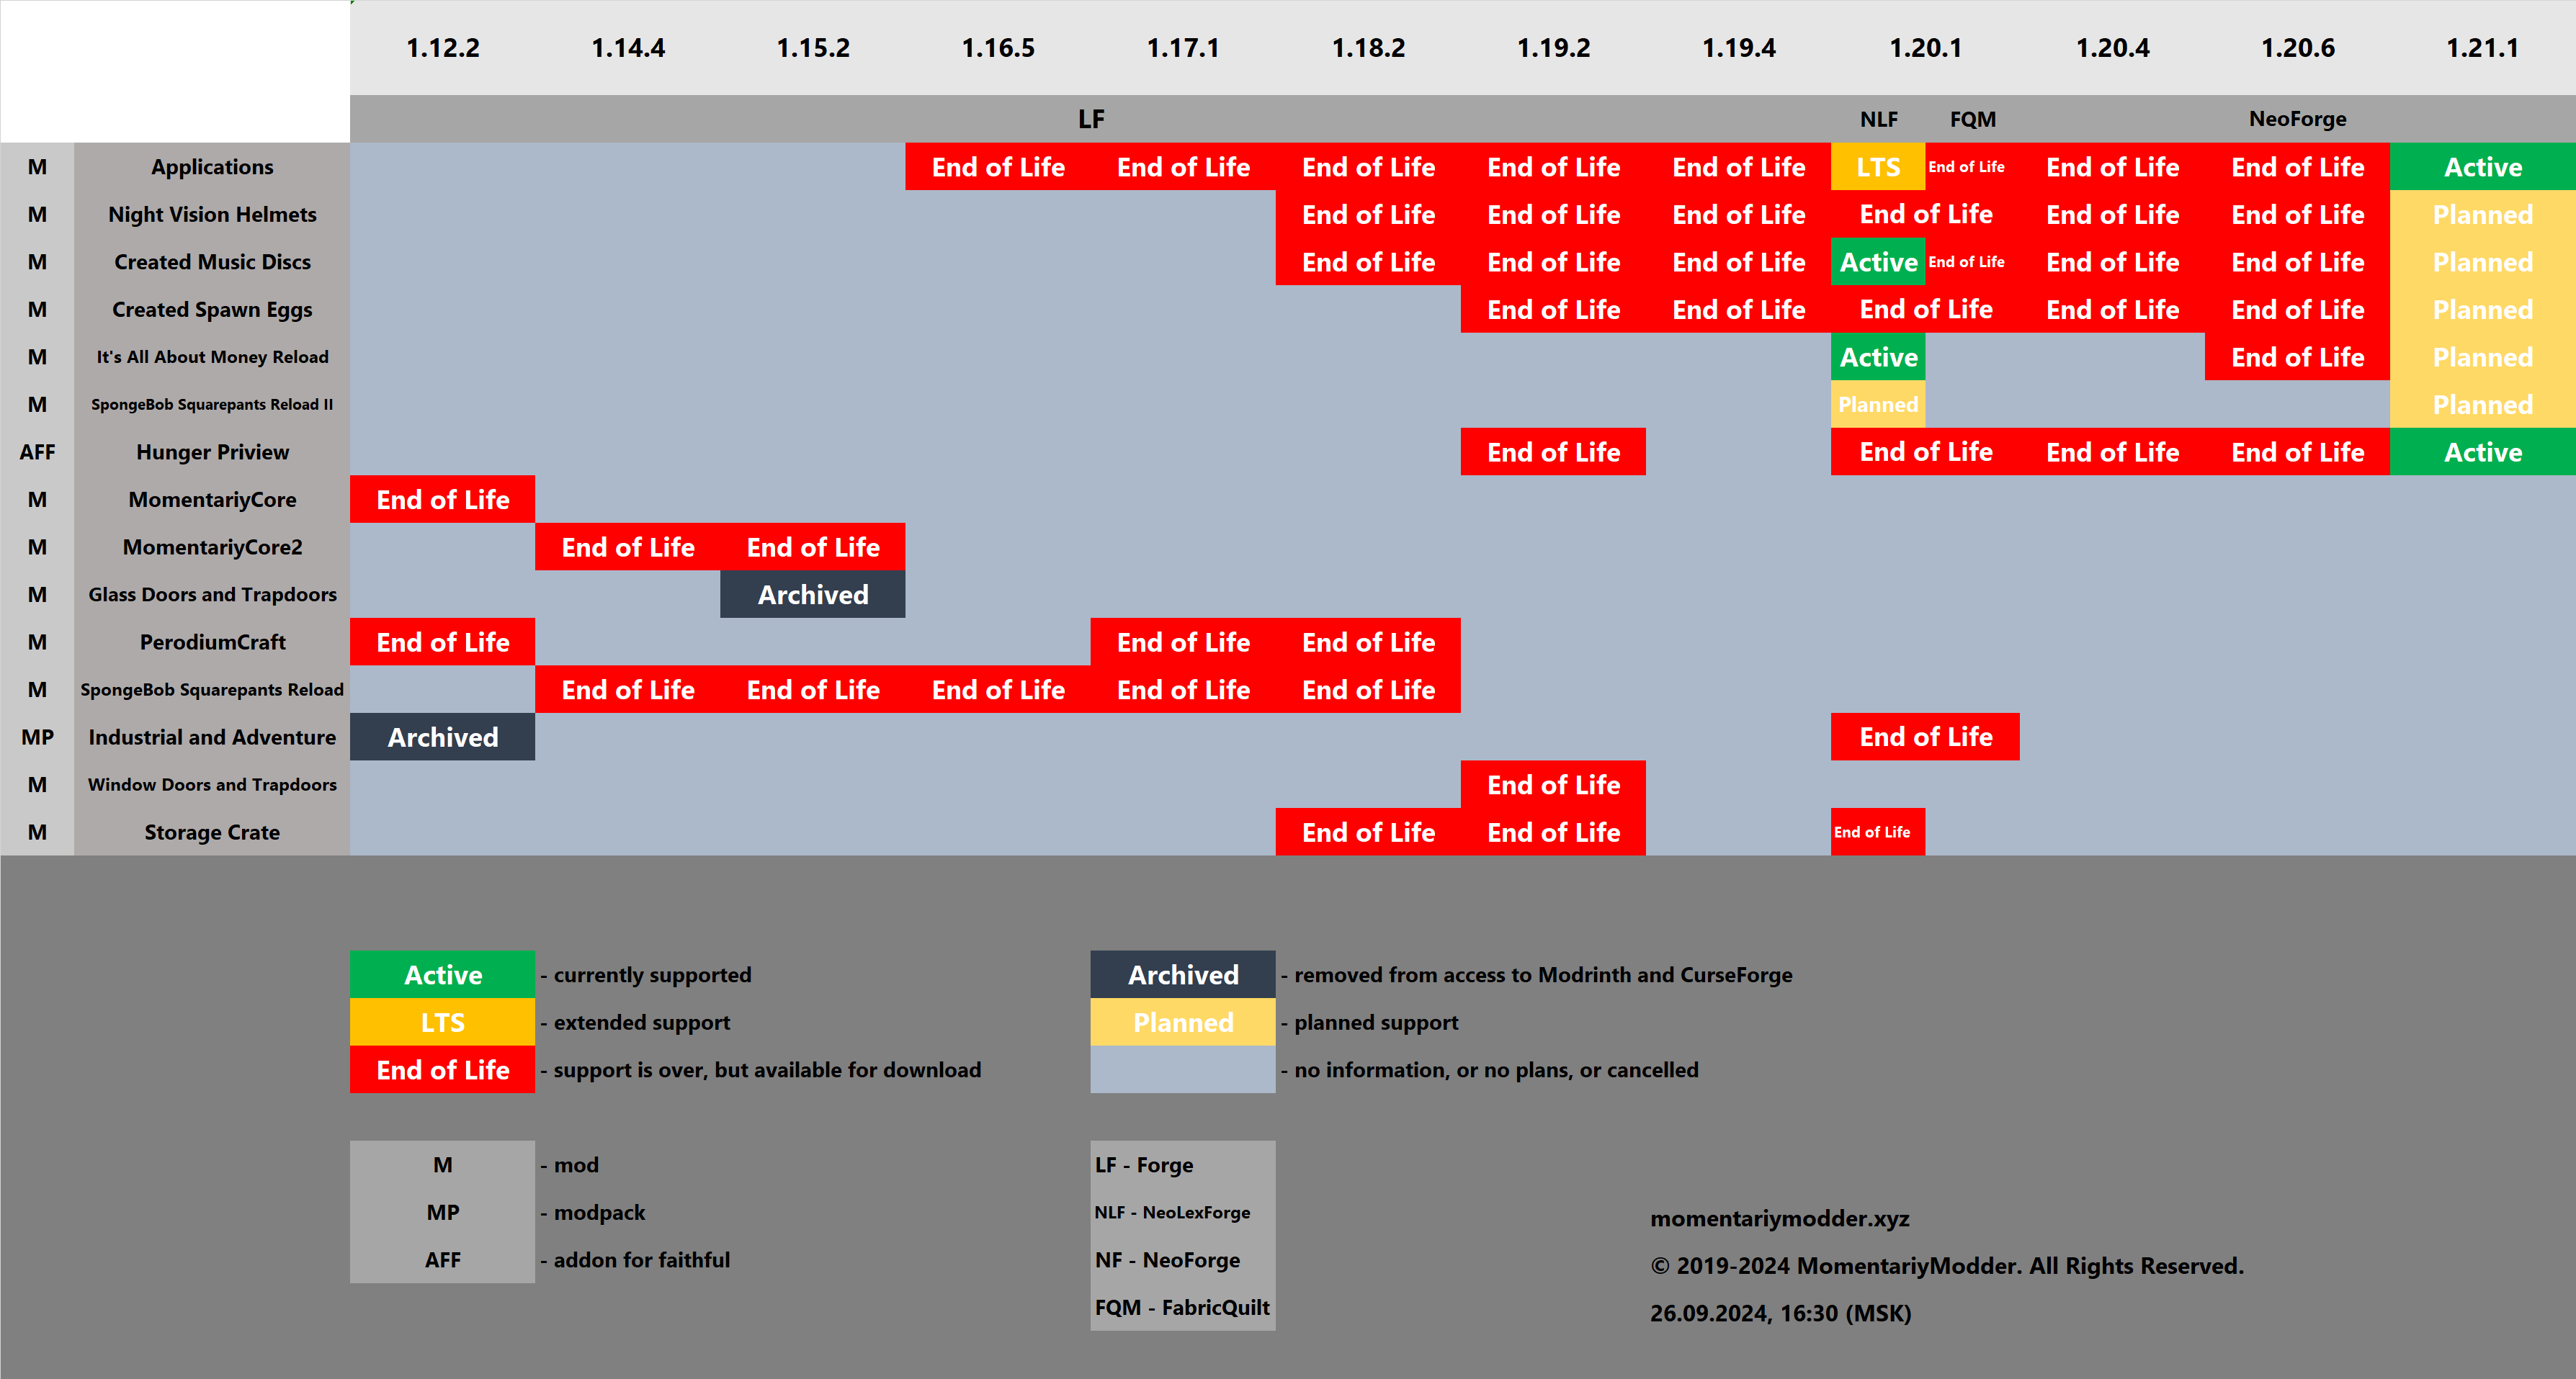 1.12.2 1.14.4 1.15.2 1.16.5 1.17.1 1.18.2 1.19.2 1.19.4 1.20.1 1.20.4 1.20.6 1.21.1
LF NLF FQM NeoForge
M Applications End of Life End of Life End of Life End of Life End of Life LTS End of Life End of Life End of Life Active
M Night Vision Helmets End of Life End of Life End of Life End of Life End of Life End of Life Planned
M Created Music Discs End of Life End of Life End of Life Active End of Life End of Life End of Life Planned
M Created Spawn Eggs End of Life End of Life End of Life End of Life End of Life Planned
M It's All About Money Reload Active End of Life Planned
M SpongeBob Squarepants Reload II Planned Planned
AFF Hunger Priview End of Life End of Life End of Life End of Life Active
M MomentariyCore End of Life
M MomentariyCore2 End of Life End of Life
M Glass Doors and Trapdoors Archived
M PerodiumCraft End of Life End of Life End of Life
M SpongeBob Squarepants Reload End of Life End of Life End of Life End of Life End of Life
MP Industrial and Adventure Archived End of Life
M Window Doors and Trapdoors End of Life
M Storage Crate End of Life End of Life End of Life
Active - currently supported
LTS - extended support
End of Life - support is over, but available for download
Archived - removed from access to Modrinth and CurseForge
Planned - planned support
- no information, or no plans, or cancelled
M - mod
MP - modpack
AFF - addon for faithful
LF - Forge
NLF - NeoLexForge
NF - NeoForge
FQM - FabricQuilt
momentariymodder.xyz
© 2019-2024 MomentariyModder. All Rights Reserved.
26.09.2024, 16:30 (MSK)